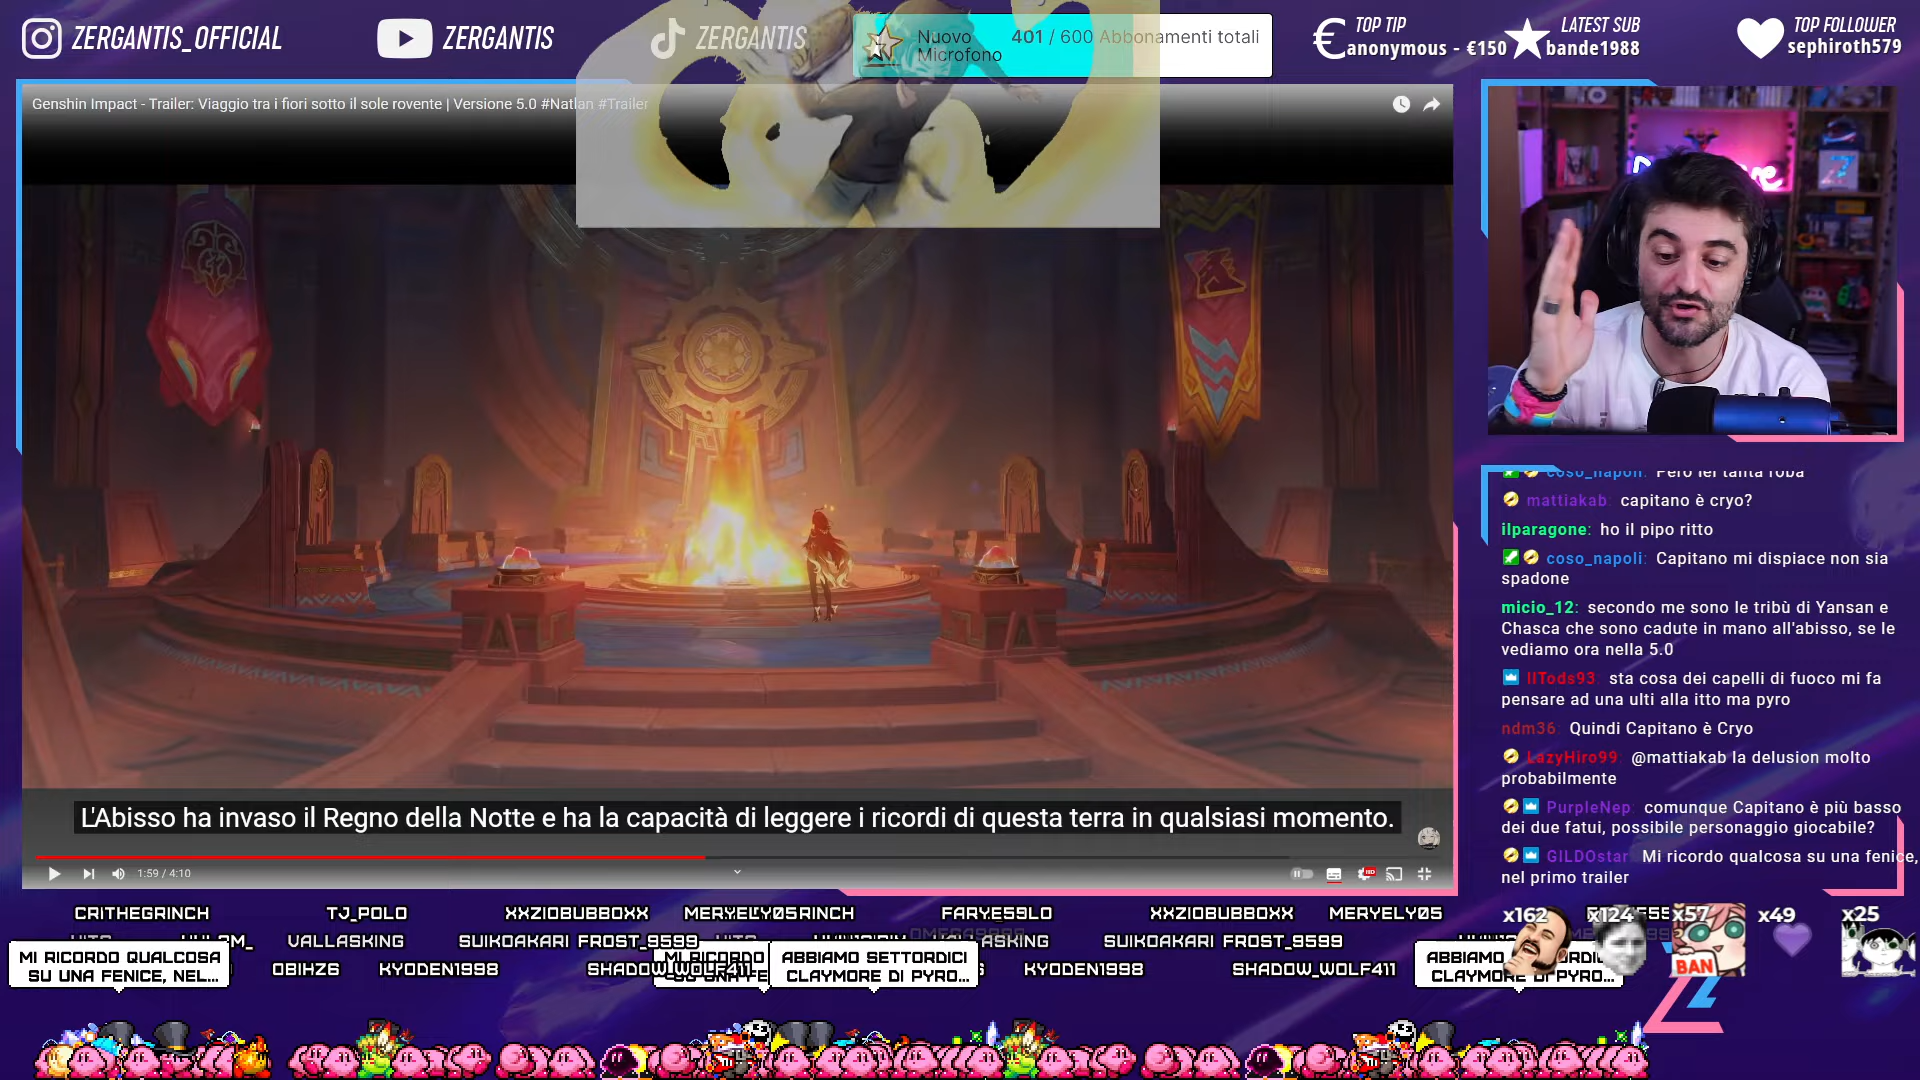 ZERGANTIS_OFFICIAL
ZERGANTIS
ZERGANTIS
Nuovo Microfono
401 / 600 Abbonamenti totali
TOP TIP
anonymous - €150
LATEST SUB
bande1988
TOP FOLLOWER
sephiroth579
Genshin Impact - Trailer: Viaggio tra i fiori sotto il sole rovente | Versione 5.0 #Natlan #Trailer
coso_napoli: Però lei tanta roba
mattiakab: capitano è cryo?
ilparagone: ho il pipo ritto
coso_napoli: Capitano mi dispiace non sia
spadone
micio_12: secondo me sono le tribù di Yansan e
Chasca che sono cadute in mano all'abisso, se le
vediamo ora nella 5.0
IITods93: sta cosa dei capelli di fuoco mi fa
pensare ad una ulti alla itto ma pyro
ndm36: Quindi Capitano è Cryo
LazyHiro99: @mattiakab la delusion molto
probabilmente
PurpleNep: comunque Capitano è più basso
dei due fatui, possibile personaggio giocabile?
GILDOstar: Mi ricordo qualcosa su una fenice,
nel primo trailer
L'Abisso ha invaso il Regno della Notte e ha la capacità di leggere i ricordi di questa terra in qualsiasi momento.
1:59 / 4:10
HD
CRITHEGRINCH TJ_POLO XXZIOBUBBOXX FARYE59LO XXZIOBUBBOXX MERYELY05
VALLASKING SUIKOAKARI FROST_9599 SUIKOAKARI FROST_9599
OBIHZ6 KYODEN1998 SHADOW_WOLF411 KYODEN1998 SHADOW_WOLF411
MI RICORDO QUALCOSA
SU UNA FENICE, NEL...
ABBIAMO SETTORDICI
CLAYMORE DI PYRO...
x162
x124
x57
x49
x25
BAN